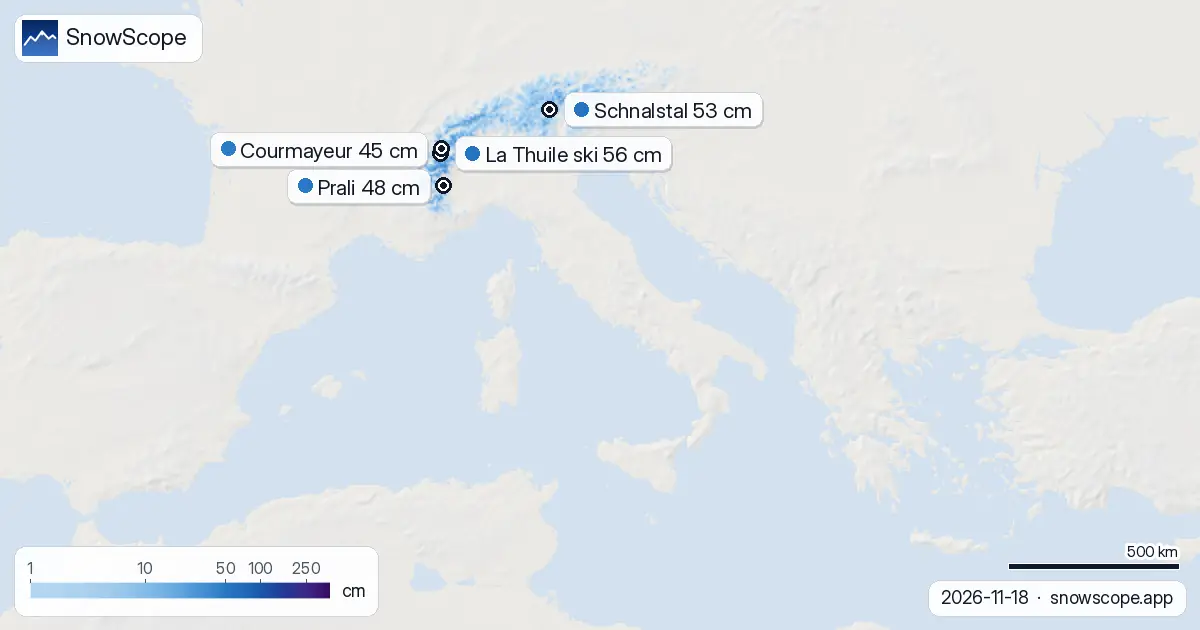 SnowScope
Schnalstal 53 cm
Courmayeur 45 cm
La Thuile ski 56 cm
Prali 48 cm
1 10 50 100 250
cm
500 km
2026-11-18 · snowscope.app